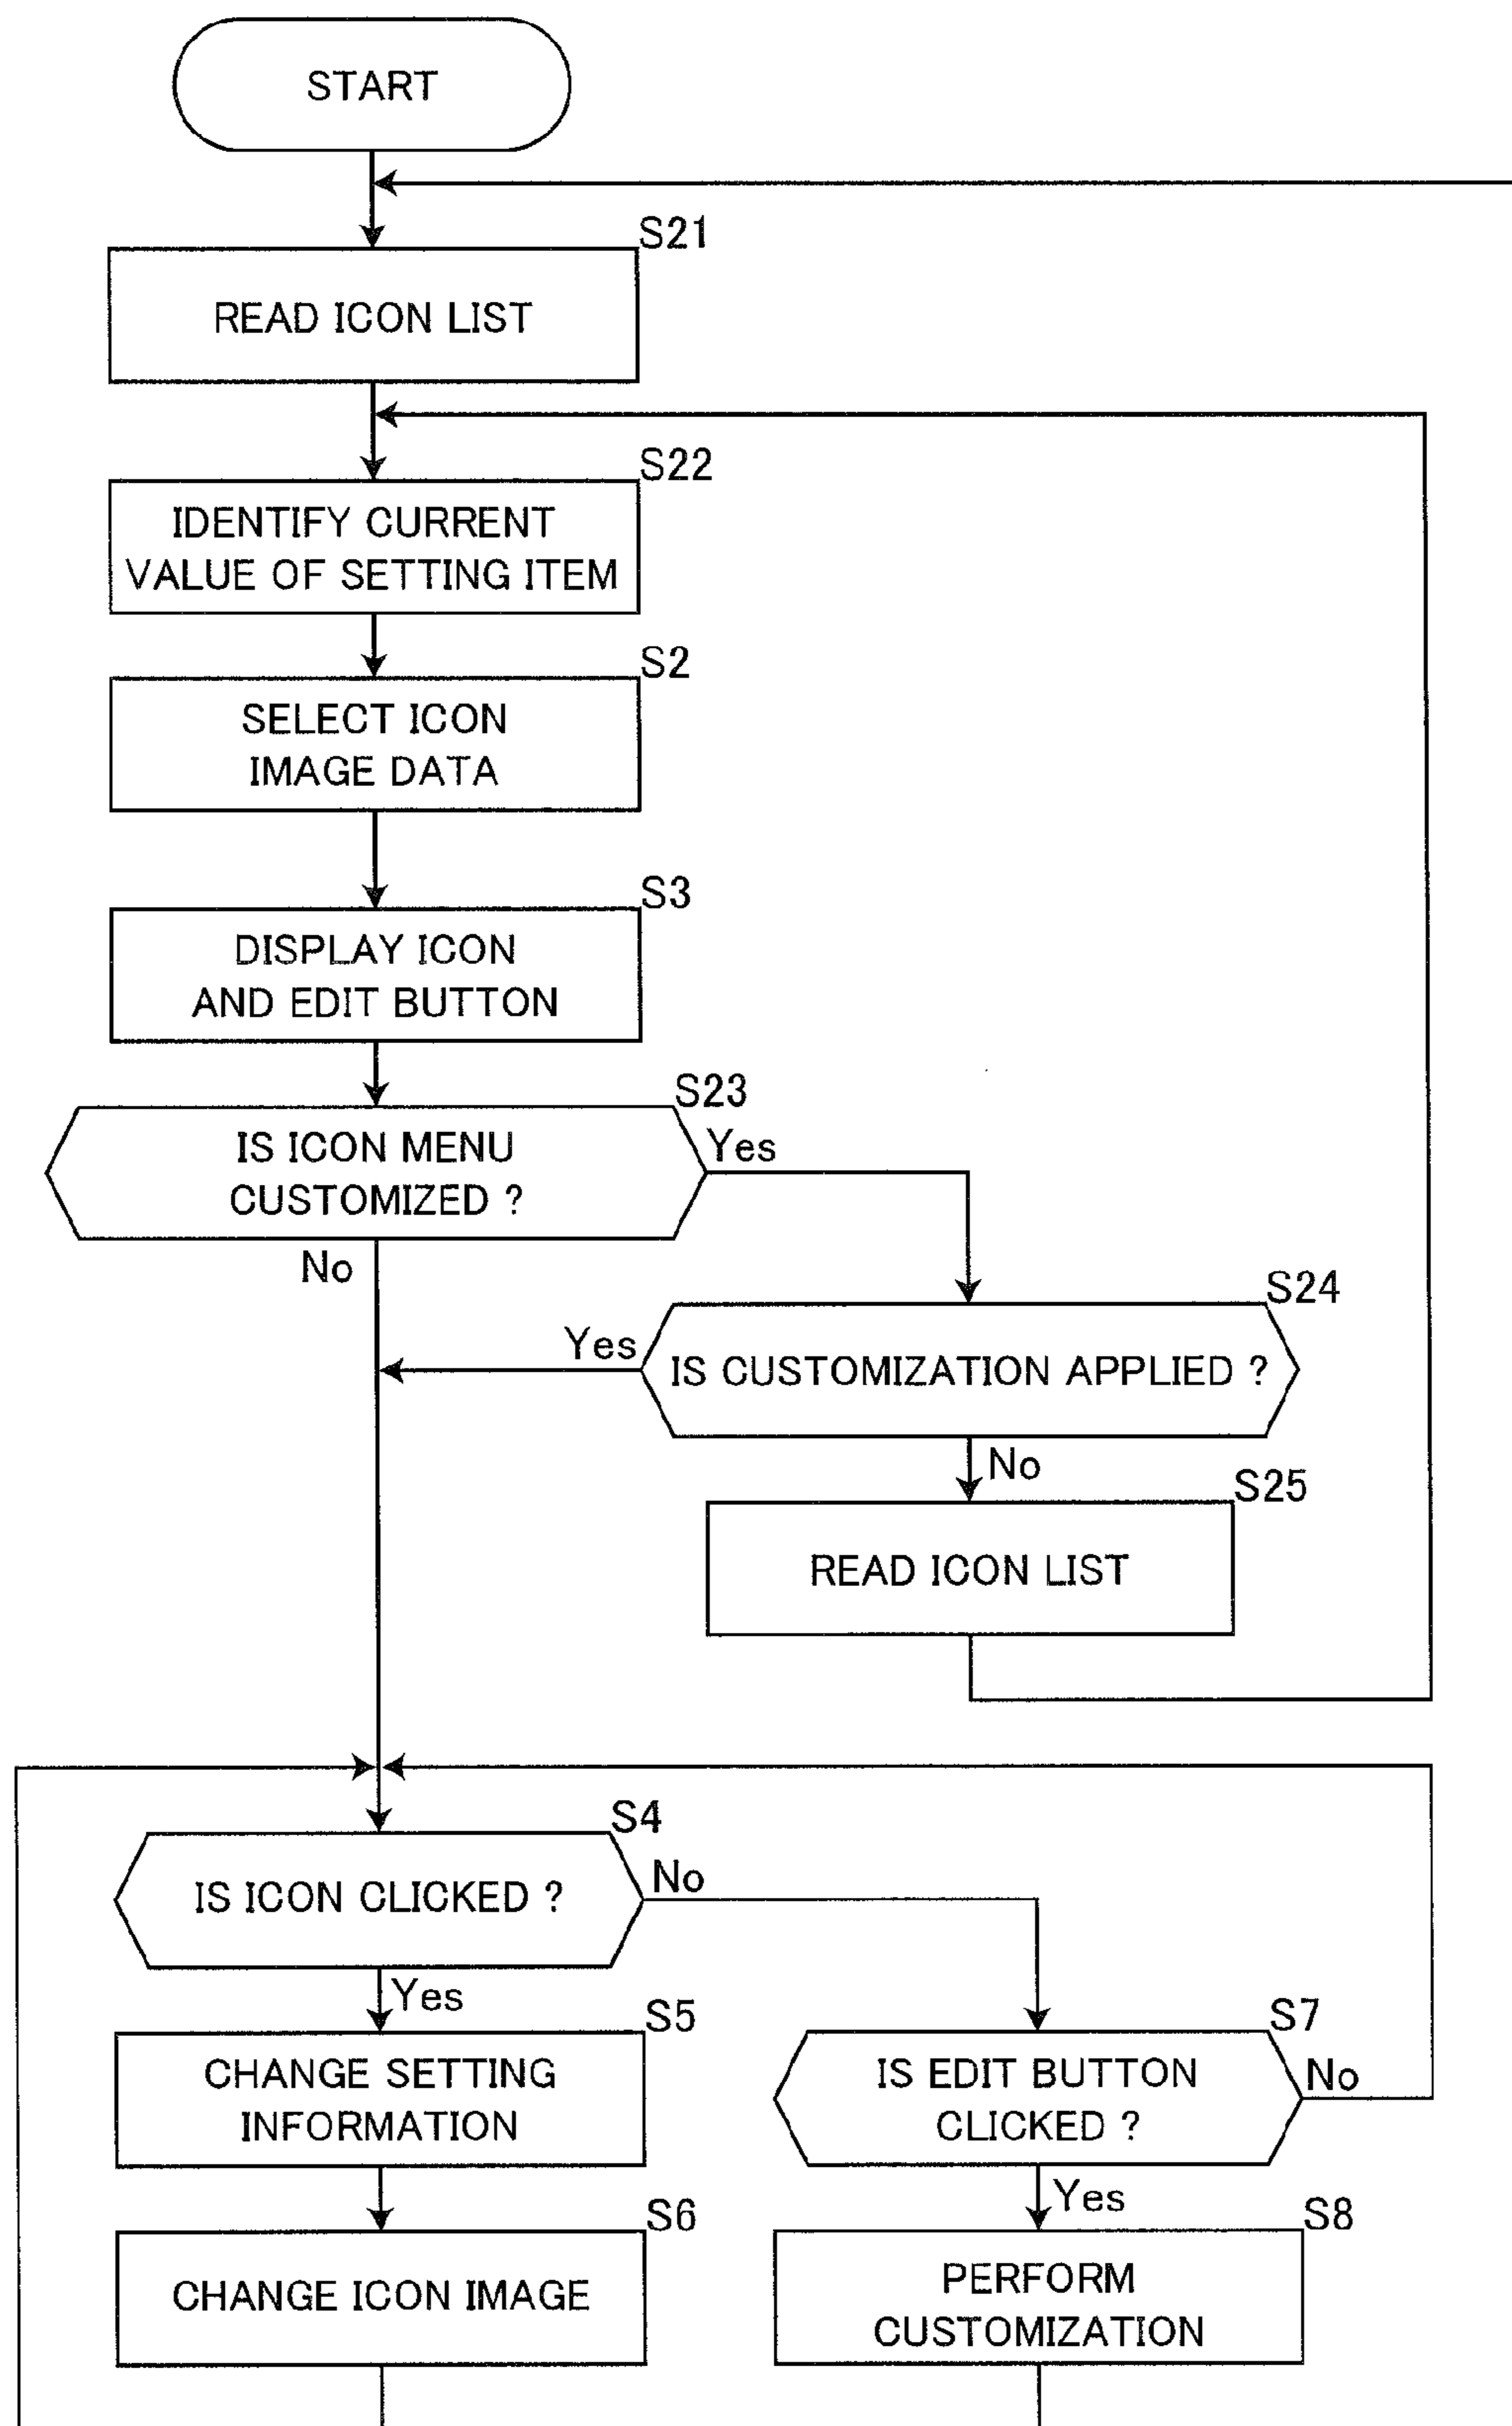 START
S21
READ ICON LIST
S22
IDENTIFY CURRENT
VALUE OF SETTING ITEM
S2
SELECT ICON
IMAGE DATA
S3
DISPLAY ICON
AND EDIT BUTTON
S23
IS ICON MENU
CUSTOMIZED ?
Yes
No
S24
Yes
IS CUSTOMIZATION APPLIED ?
No
S25
READ ICON LIST
S4
IS ICON CLICKED ?
No
Yes
S5
CHANGE SETTING
INFORMATION
S7
IS EDIT BUTTON
CLICKED ?
No
Yes
S6
CHANGE ICON IMAGE
S8
PERFORM
CUSTOMIZATION